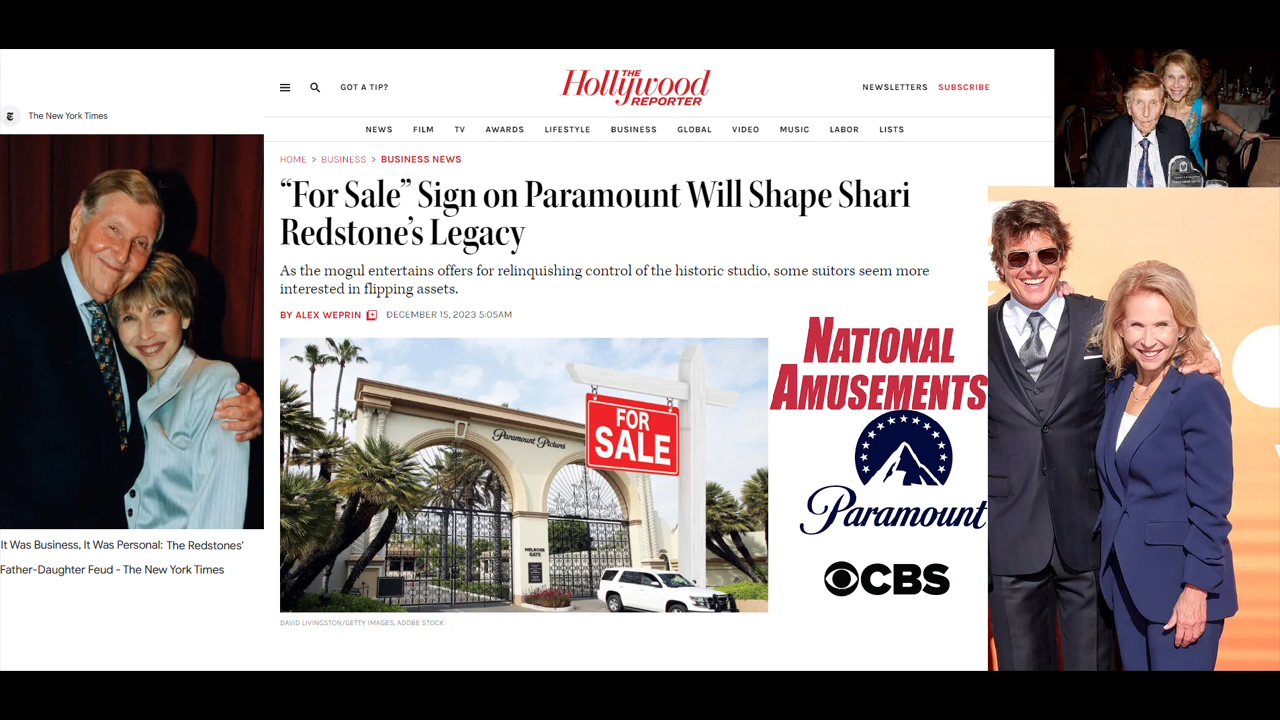 The New York Times
It Was Business, It Was Personal: The Redstones'
Father-Daughter Feud - The New York Times
GOT A TIP?
THE
Hollywood
REPORTER
NEWSLETTERS SUBSCRIBE
NEWS FILM TV AWARDS LIFESTYLE BUSINESS GLOBAL VIDEO MUSIC LABOR LISTS
HOME > BUSINESS > BUSINESS NEWS
“For Sale” Sign on Paramount Will Shape Shari
Redstone’s Legacy
As the mogul entertains offers for relinquishing control of the historic studio, some suitors seem more
interested in flipping assets.
BY ALEX WEPRIN DECEMBER 15, 2023 5:05AM
Paramount Pictures
FOR
SALE
MELROSE
GATE
DAVID LIVINGSTON/GETTY IMAGES, ADOBE STOCK
NATIONAL
AMUSEMENTS
Paramount
CBS